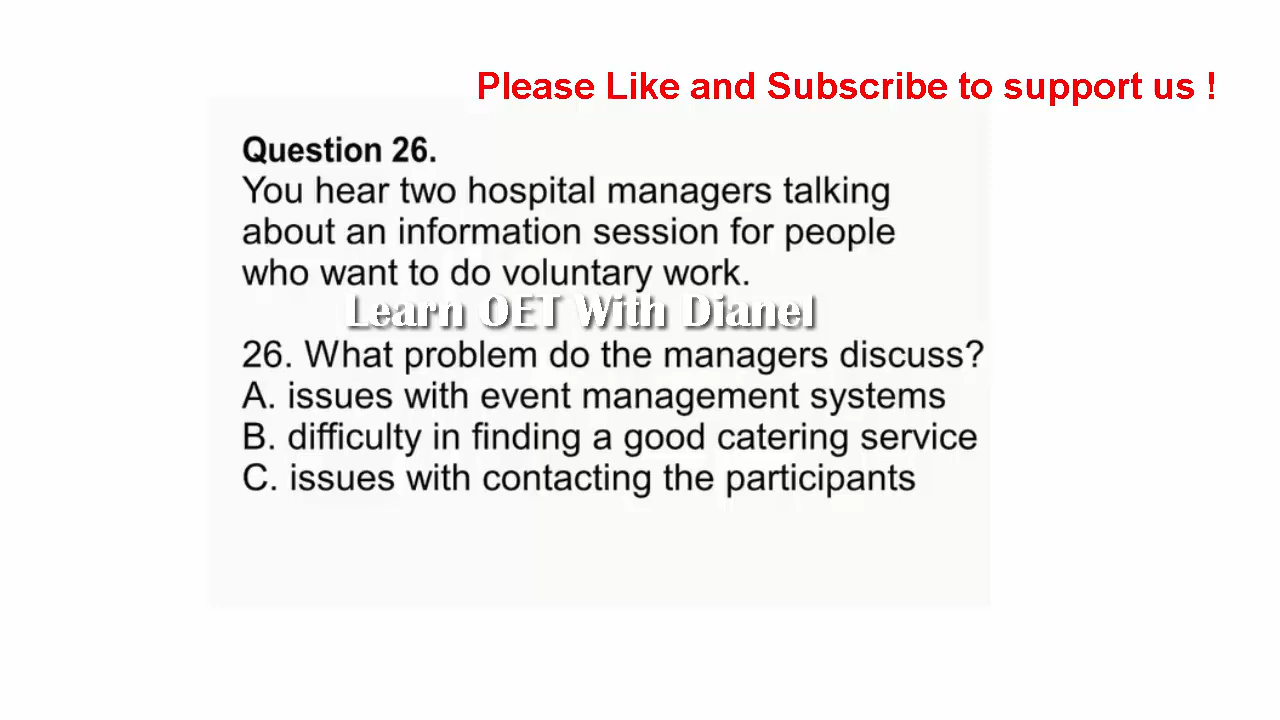 Please Like and Subscribe to support us !
Question 26.
You hear two hospital managers talking
about an information session for people
who want to do voluntary work.
Learn OET With Dianel
26. What problem do the managers discuss?
A. issues with event management systems
B. difficulty in finding a good catering service
C. issues with contacting the participants